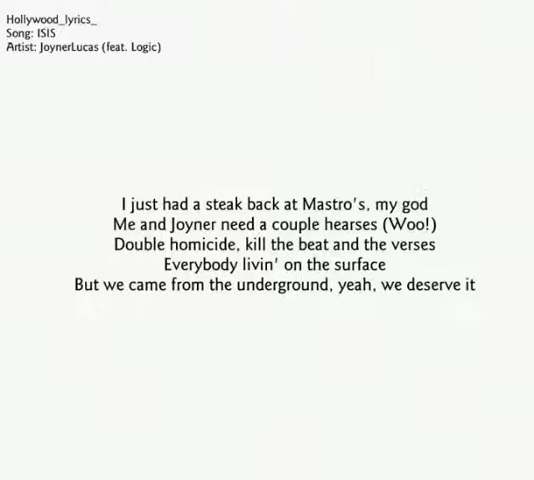 Hollywood_lyrics_
Song: ISIS
Artist: JoynerLucas (feat. Logic)
I just had a steak back at Mastro's, my god
Me and Joyner need a couple hearses (Woo!)
Double homicide, kill the beat and the verses
Everybody livin' on the surface
But we came from the underground, yeah, we deserve it